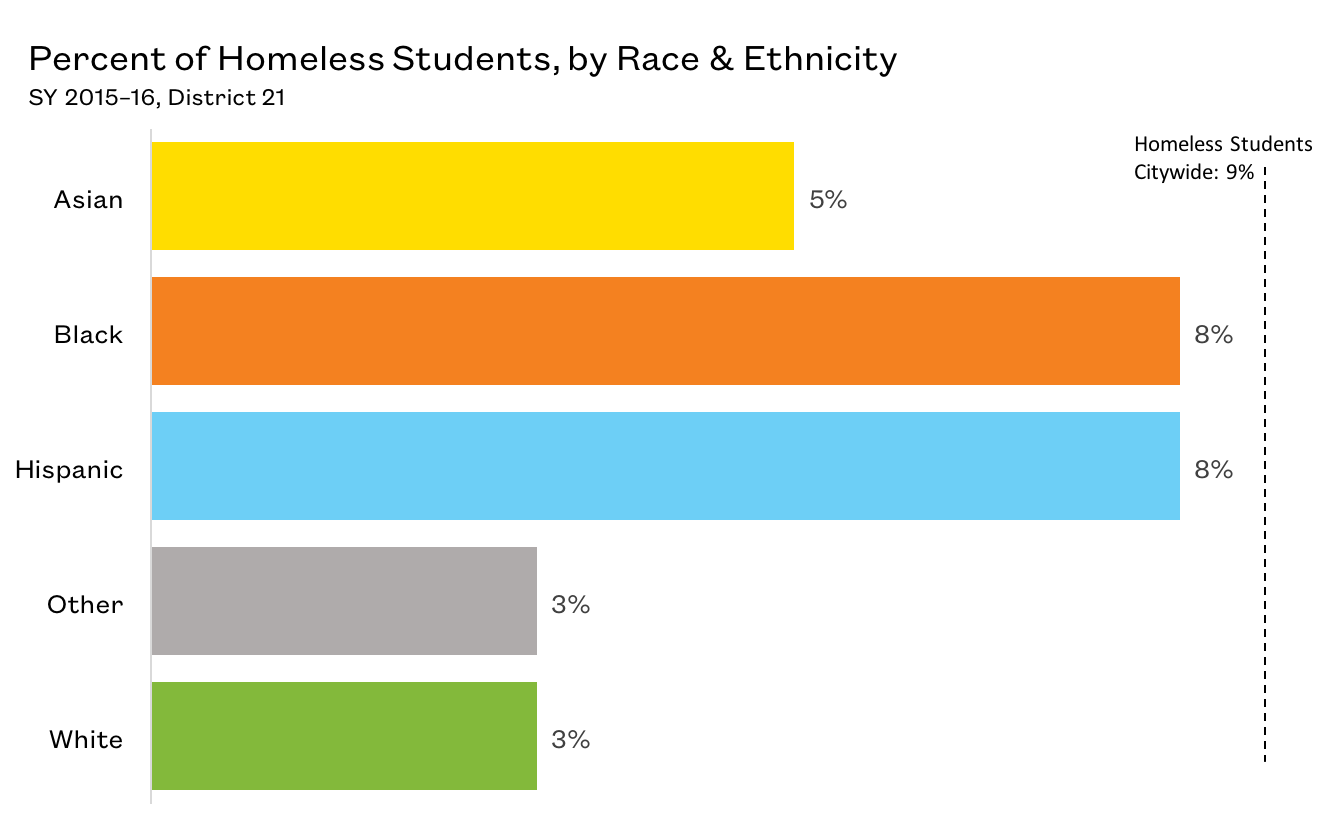 Percent of Homeless Students, by Race & Ethnicity
SY 2015–16, District 21
Homeless Students
Citywide: 9%
Asian
5%
Black
8%
Hispanic
8%
Other
3%
White
3%